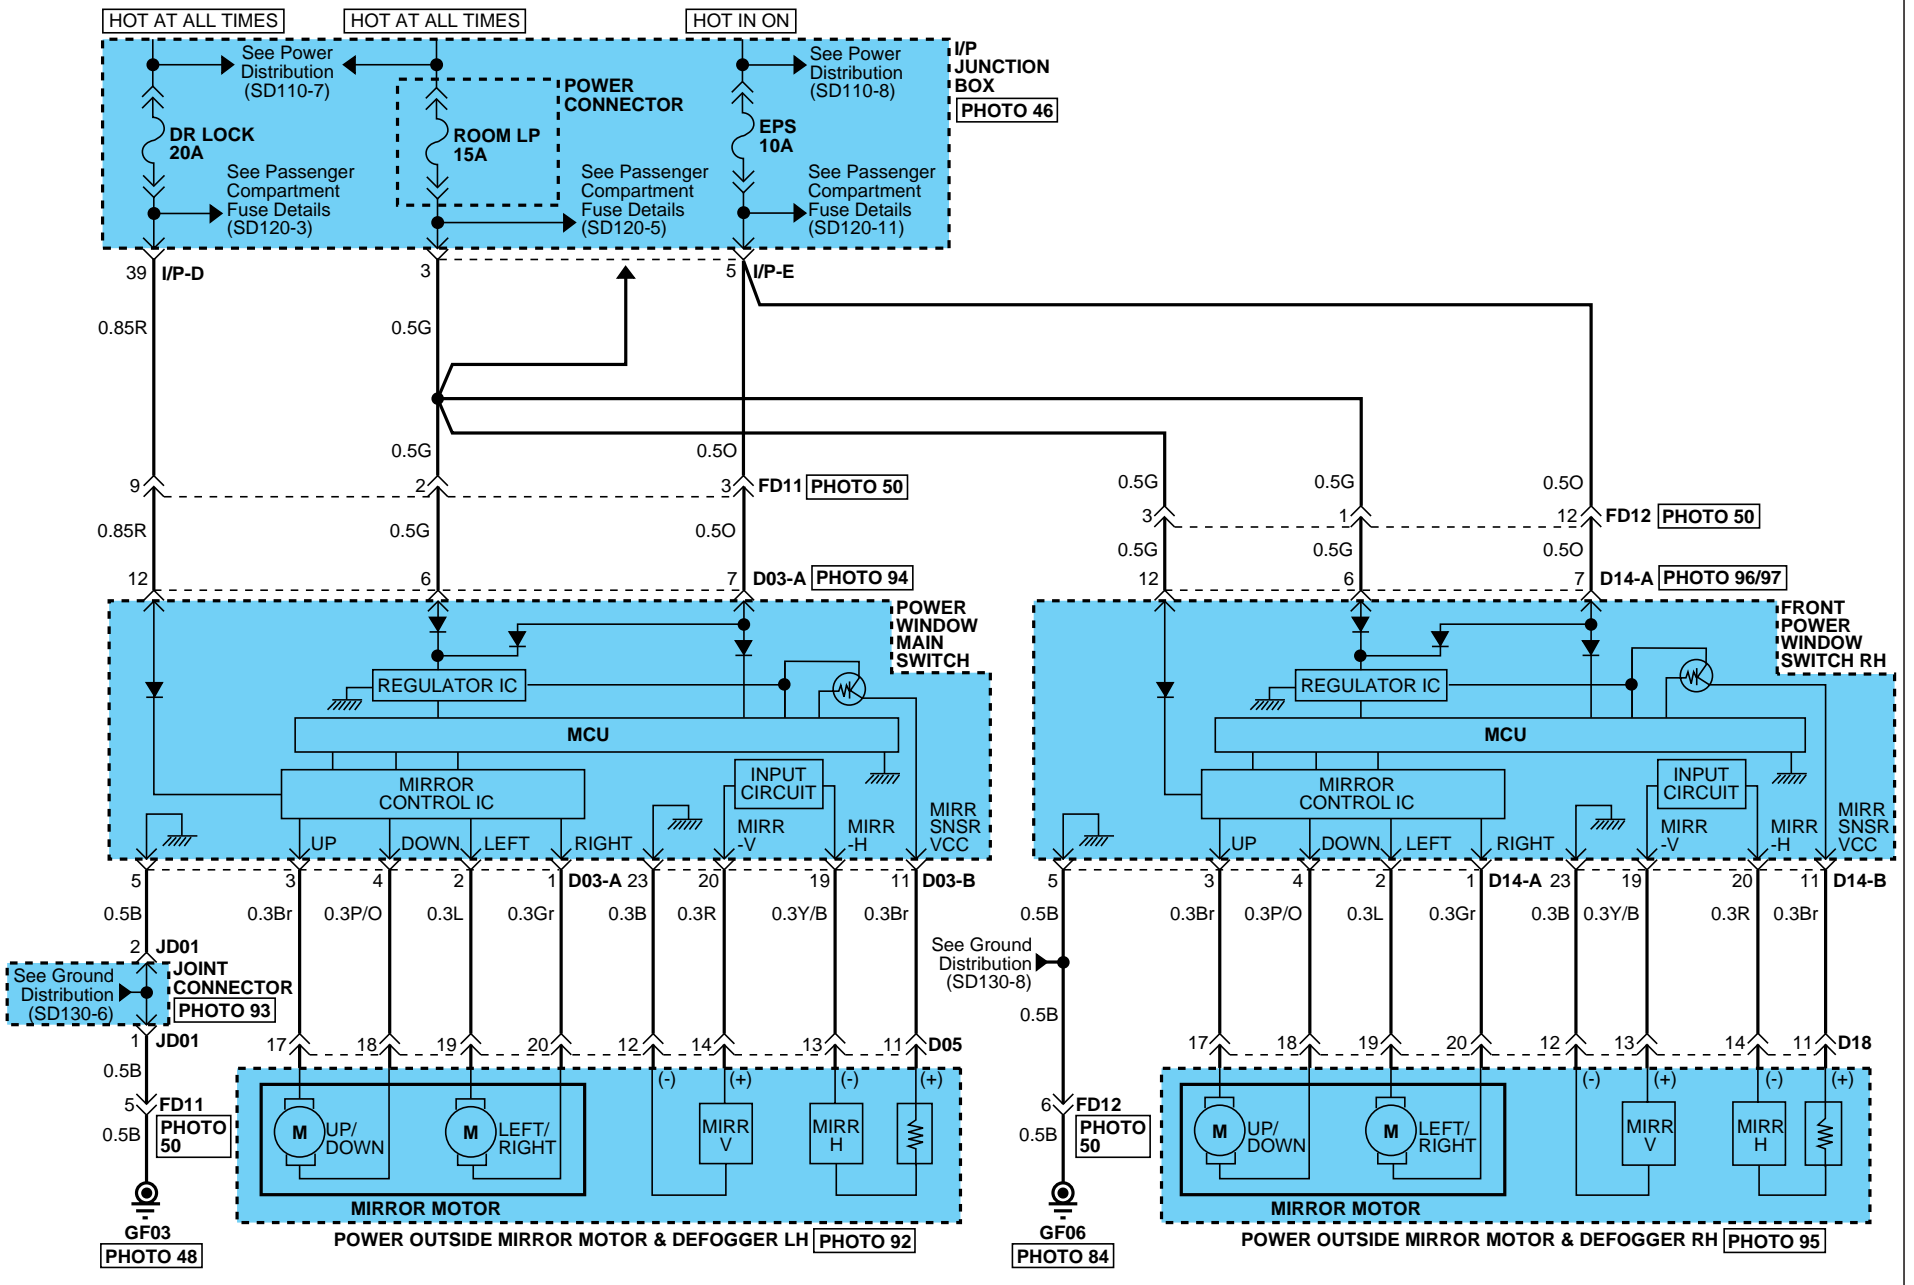 HOT AT ALL TIMES
HOT AT ALL TIMES
HOT IN ON
See Power
Distribution
(SD110-7)
See Power
Distribution
(SD110-8)
I/P
JUNCTION
BOX
PHOTO 46
POWER
CONNECTOR
DR LOCK
20A
ROOM LP
15A
EPS
10A
See Passenger
Compartment
Fuse Details
(SD120-3)
See Passenger
Compartment
Fuse Details
(SD120-5)
See Passenger
Compartment
Fuse Details
(SD120-11)
39 I/P-D
3
5 I/P-E
0.85R
0.5G
0.5G
0.5O
9
2
3 FD11 PHOTO 50
0.85R
0.5G
0.5O
12
6
7 D03-A PHOTO 94
0.5G
0.5G
0.5O
3
1
12 FD12 PHOTO 50
0.5G
0.5G
0.5O
12
6
7 D14-A PHOTO 96/97
POWER
WINDOW
MAIN
SWITCH
REGULATOR IC
MCU
MIRROR
CONTROL IC
INPUT
CIRCUIT
UP
DOWN
LEFT
RIGHT
MIRR
-V
MIRR
-H
MIRR
SNSR
VCC
FRONT
POWER
WINDOW
SWITCH RH
REGULATOR IC
MCU
MIRROR
CONTROL IC
INPUT
CIRCUIT
UP
DOWN
LEFT
RIGHT
MIRR
-V
MIRR
-H
MIRR
SNSR
VCC
5
3
4
2
1 D03-A
23
20
19
11 D03-B
0.5B
0.3Br
0.3P/O
0.3L
0.3Gr
0.3B
0.3R
0.3Y/B
0.3Br
5
3
4
2
1 D14-A
23
19
20
11 D14-B
0.5B
0.3Br
0.3P/O
0.3L
0.3Gr
0.3B
0.3Y/B
0.3R
0.3Br
2 JD01
See Ground
Distribution
(SD130-6)
JOINT
CONNECTOR
PHOTO 93
1 JD01
0.5B
5 FD11
PHOTO
50
0.5B
GF03
PHOTO 48
17
18
19
20
12
14
13
11 D05
(-)
(+)
(-)
(+)
M
UP/
DOWN
M
LEFT/
RIGHT
MIRR
V
MIRR
H
MIRROR MOTOR
POWER OUTSIDE MIRROR MOTOR & DEFOGGER LH PHOTO 92
See Ground
Distribution
(SD130-8)
0.5B
6 FD12
PHOTO
50
0.5B
GF06
PHOTO 84
17
18
19
20
12
13
14
11 D18
(-)
(+)
(-)
(+)
M
UP/
DOWN
M
LEFT/
RIGHT
MIRR
V
MIRR
H
MIRROR MOTOR
POWER OUTSIDE MIRROR MOTOR & DEFOGGER RH PHOTO 95